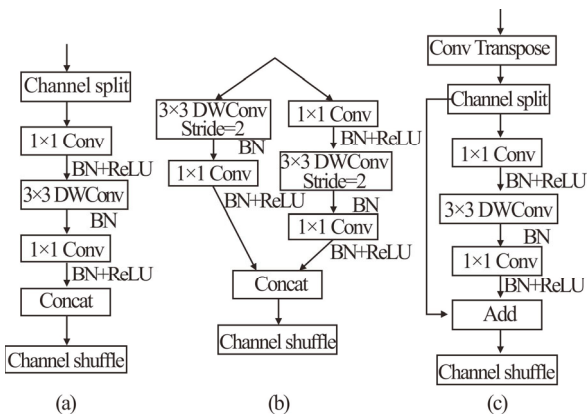 Channel split
1×1 Conv
BN+ReLU
3×3 DWConv
BN
1×1 Conv
BN+ReLU
Concat
Channel shuffle
(a)
3×3 DWConv
Stride=2
BN
1×1 Conv
BN+ReLU
1×1 Conv
BN+ReLU
3×3 DWConv
Stride=2
BN
1×1 Conv
BN+ReLU
Concat
Channel shuffle
(b)
Conv Transpose
Channel split
1×1 Conv
BN+ReLU
3×3 DWConv
BN
1×1 Conv
BN+ReLU
Add
Channel shuffle
(c)